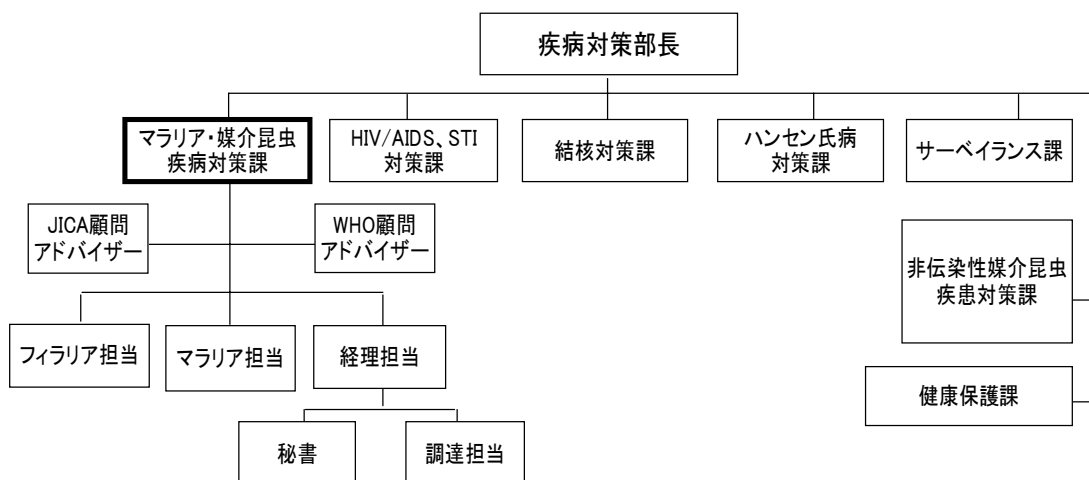 疾病対策部長
マラリア・媒介昆虫
疾病対策課
HIV/AIDS、STI
対策課
結核対策課
ハンセン氏病
対策課
サーベイランス課
JICA顧問
アドバイザー
WHO顧問
アドバイザー
非伝染性媒介昆虫
疾患対策課
フィラリア担当
マラリア担当
経理担当
健康保護課
秘書
調達担当